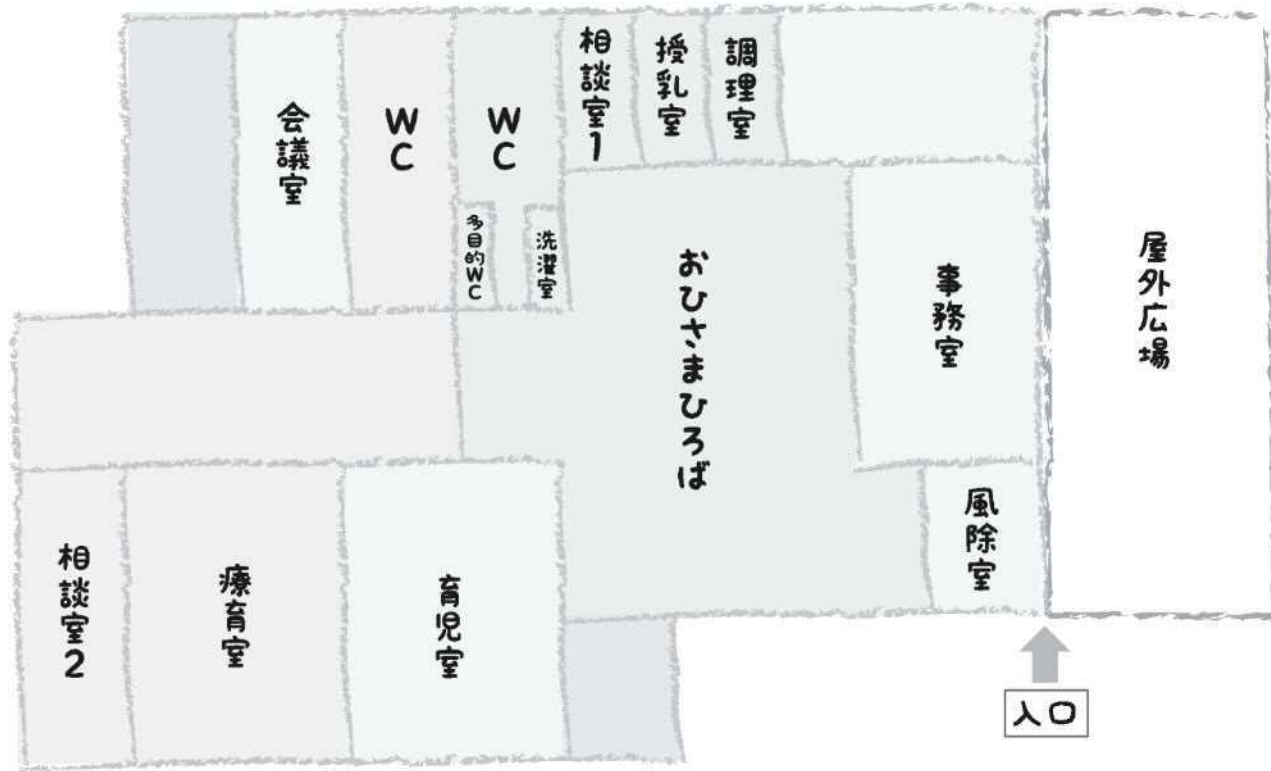 会議室
WC
WC
相談室1
授乳室
調理室
多目的WC
洗濯室
おひさまひろば
事務室
屋外広場
風除室
相談室2
療育室
育児室
入口